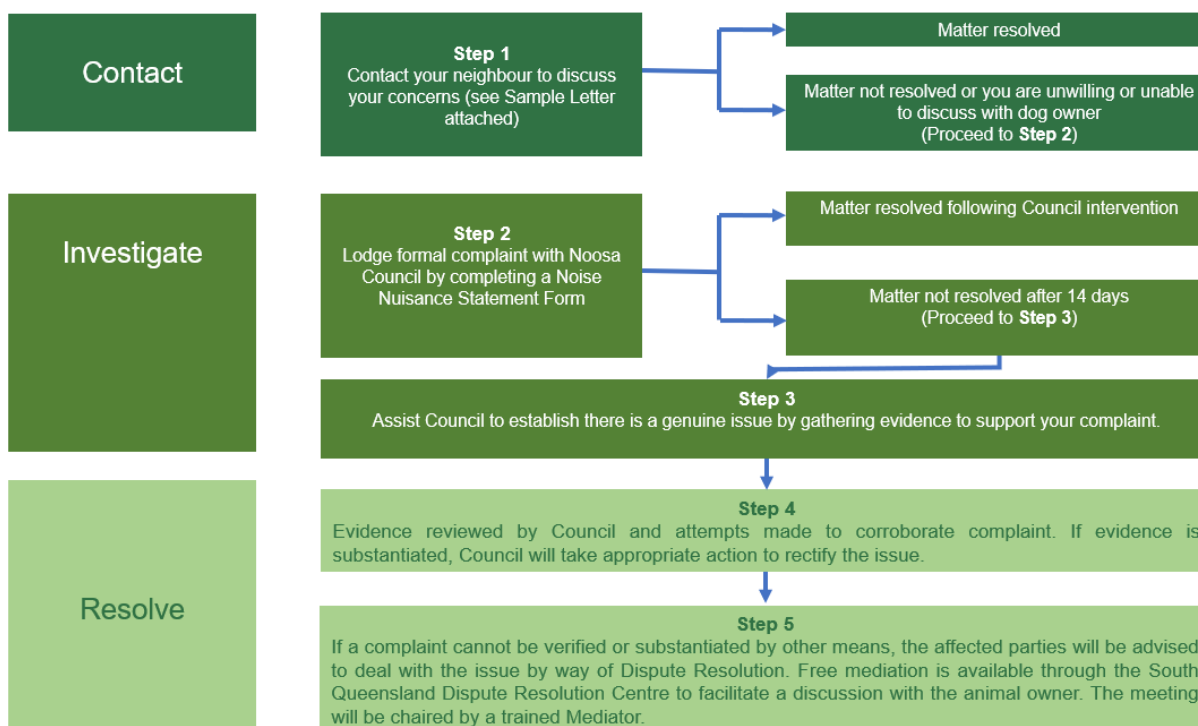 Contact
Step 1
Contact your neighbour to discuss
your concerns (see Sample Letter
attached)
Matter resolved
Matter not resolved or you are unwilling or unable
to discuss with dog owner
(Proceed to Step 2)
Investigate
Step 2
Lodge formal complaint with Noosa
Council by completing a Noise
Nuisance Statement Form
Matter resolved following Council intervention
Matter not resolved after 14 days
(Proceed to Step 3)
Step 3
Assist Council to establish there is a genuine issue by gathering evidence to support your complaint.
Resolve
Step 4
Evidence reviewed by Council and attempts made to corroborate complaint. If evidence is
substantiated, Council will take appropriate action to rectify the issue.
Step 5
If a complaint cannot be verified or substantiated by other means, the affected parties will be advised
to deal with the issue by way of Dispute Resolution. Free mediation is available through the South
Queensland Dispute Resolution Centre to facilitate a discussion with the animal owner. The meeting
will be chaired by a trained Mediator.